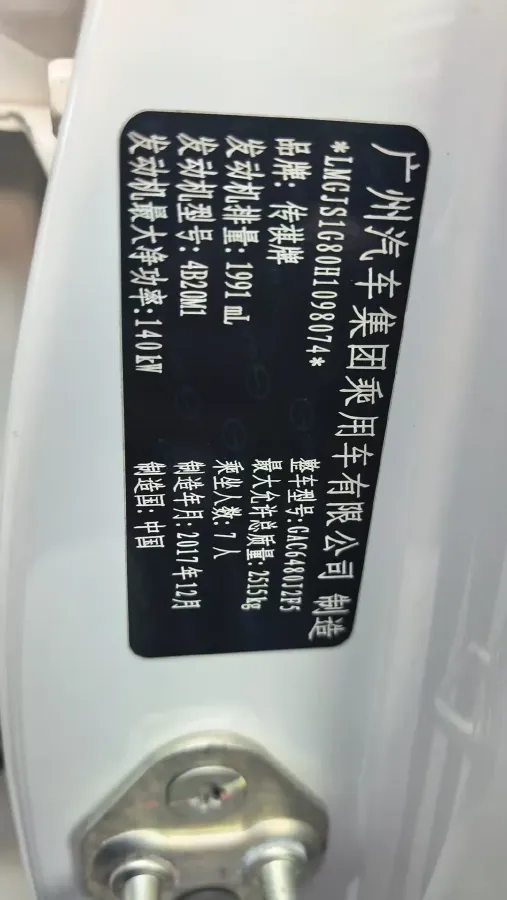 广州汽车集团乘用车有限公司 制造
*LMGJS1G80H1098074*
品牌: 传祺牌
整车型号:GAC6480J2F5
发动机排量:1991 mL
最大允许总质量:2515kg
发动机型号:4B20M1
乘坐人数:7人
发动机最大净功率:140kW
制造年月:2017年12月
制造国:中国